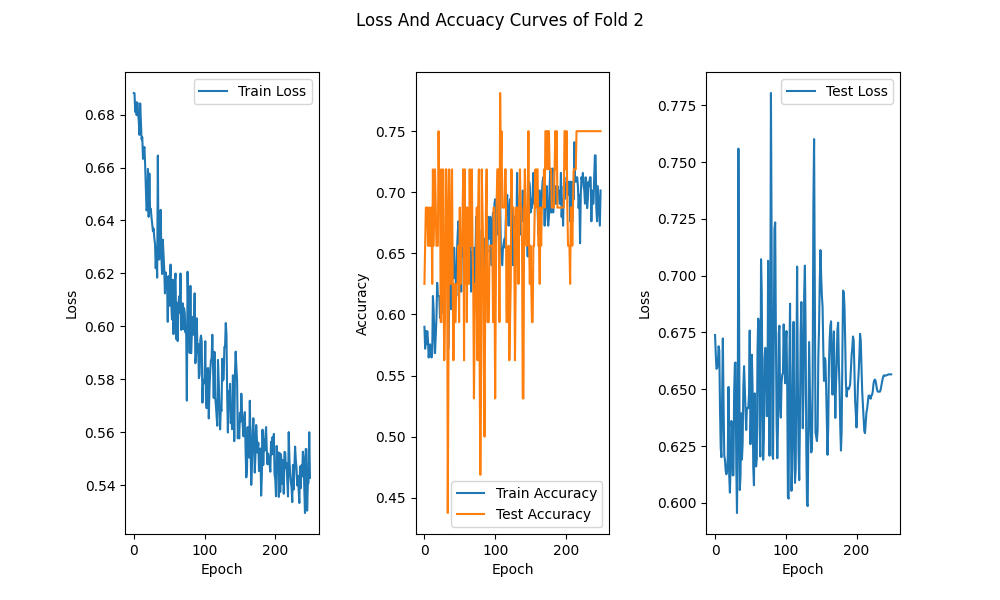 Loss And Accuacy Curves of Fold 2
Train Loss
0.68
0.66
0.64
0.62
0.60
0.58
0.56
0.54
Loss
0 100 200
Epoch
0.75
0.70
0.65
0.60
0.55
0.50
0.45
Accuracy
Train Accuracy
Test Accuracy
0 100 200
Epoch
Test Loss
0.775
0.750
0.725
0.700
0.675
0.650
0.625
0.600
Loss
0 100 200
Epoch